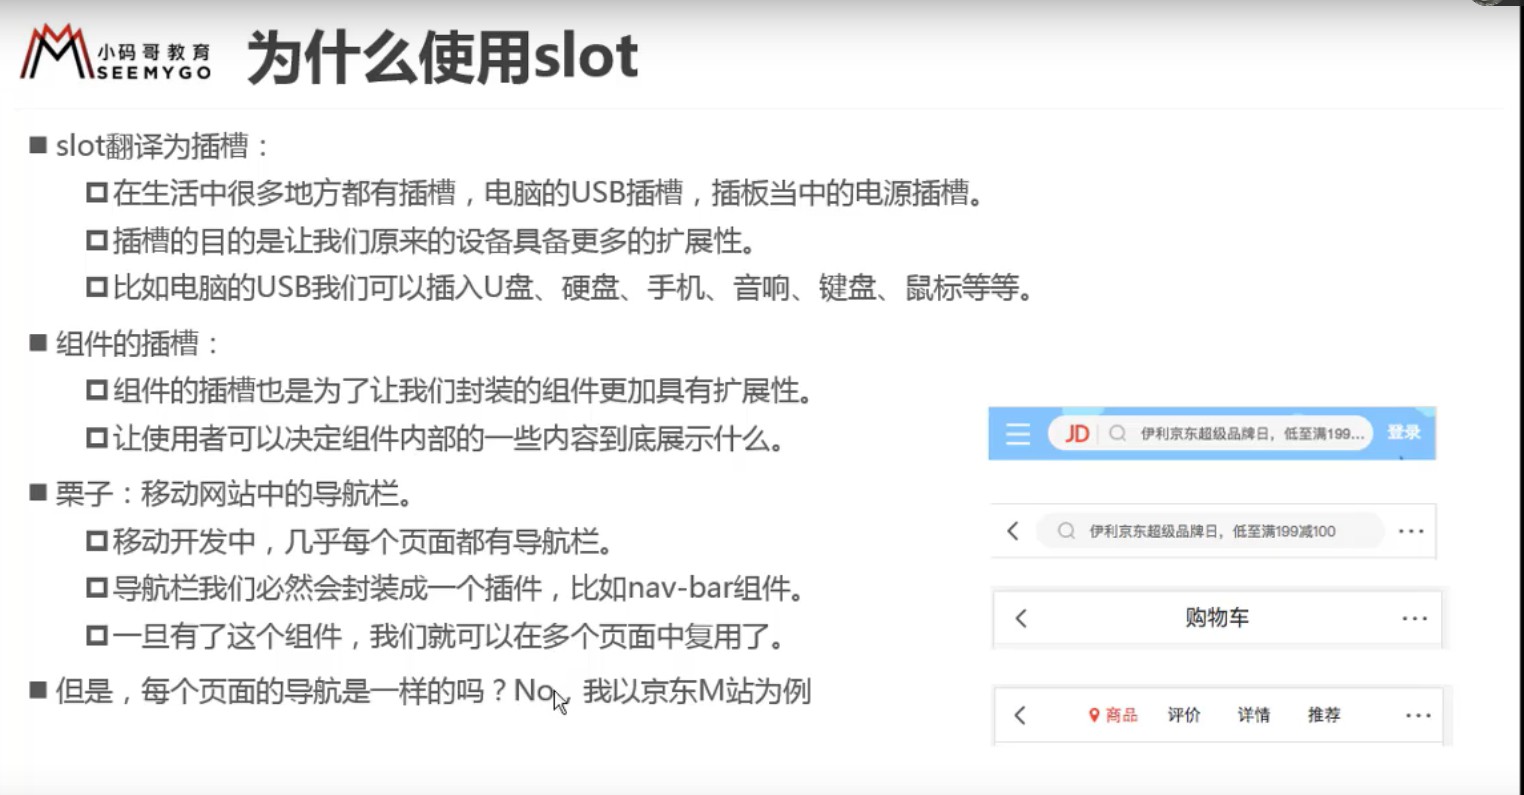 小码哥教育
SEEMYGO
为什么使用slot
slot翻译为插槽：
在生活中很多地方都有插槽，电脑的USB插槽，插板当中的电源插槽。
插槽的目的是让我们原来的设备具备更多的扩展性。
比如电脑的USB我们可以插入U盘、硬盘、手机、音响、键盘、鼠标等等。
组件的插槽：
组件的插槽也是为了让我们封装的组件更加具有扩展性。
让使用者可以决定组件内部的一些内容到底展示什么。
栗子：移动网站中的导航栏。
移动开发中，几乎每个页面都有导航栏。
导航栏我们必然会封装成一个插件，比如nav-bar组件。
一旦有了这个组件，我们就可以在多个页面中复用了。
但是，每个页面的导航是一样的吗？No，我以京东M站为例
JD 伊利京东超级品牌日，低至满199... 登录
伊利京东超级品牌日，低至满199减100 ...
购物车 ...
商品 评价 详情 推荐 ...